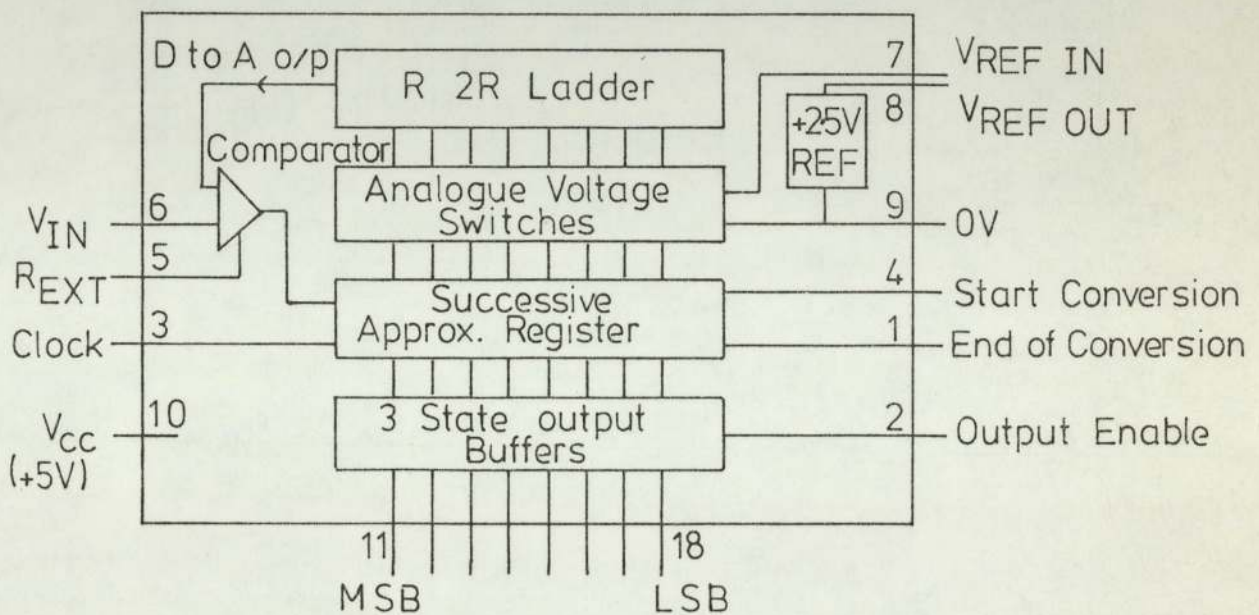 D to A o/p
R 2R Ladder
7
VREF IN
8
VREF OUT
+2.5V
REF
Comparator
Analogue Voltage
Switches
VIN
6
9
0V
REXT
5
4
Start Conversion
Successive
Approx. Register
Clock
3
1
End of Conversion
VCC
(+5V)
10
3 State output
Buffers
2
Output Enable
11
18
MSB
LSB